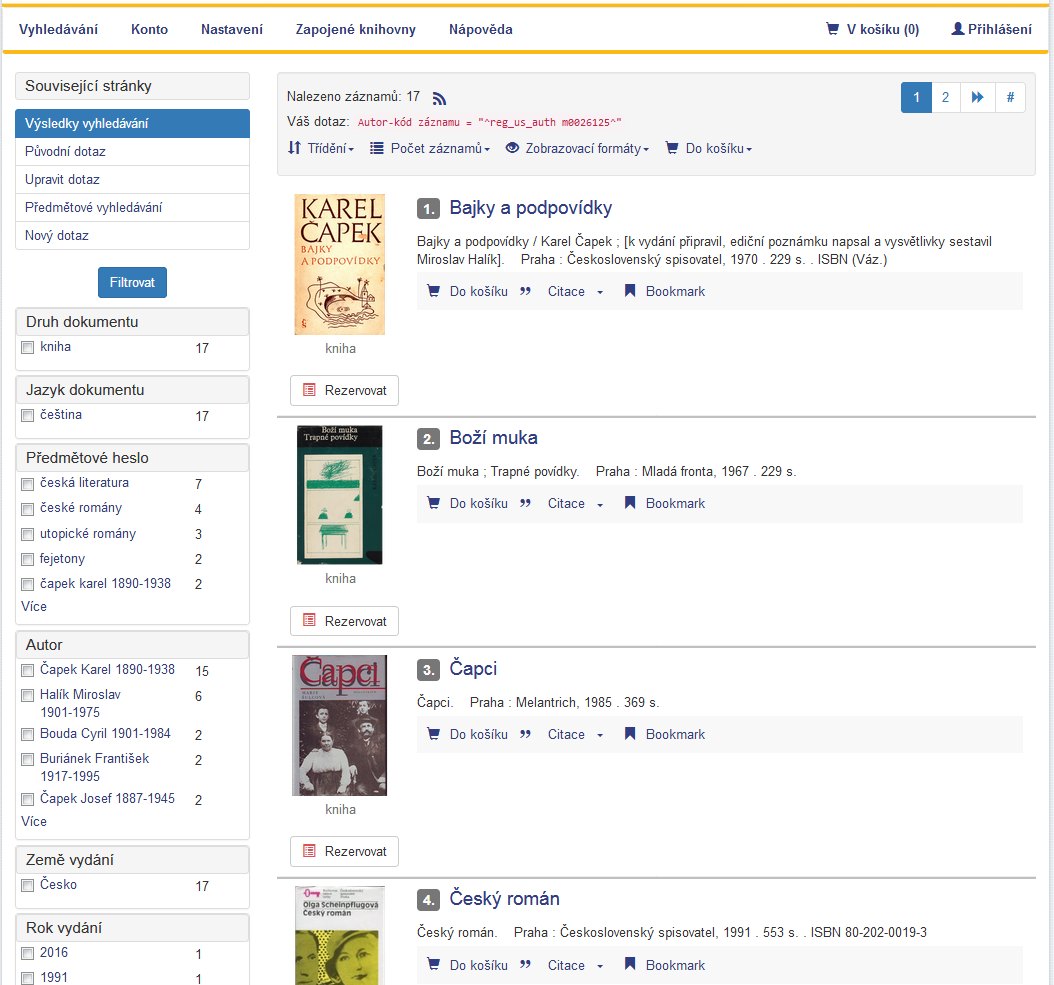 Vyhledávání Konto Nastavení Zapojené knihovny Nápověda V košíku (0) Přihlášení
Související stránky
Výsledky vyhledávání
Původní dotaz
Upravit dotaz
Předmětové vyhledávání
Nový dotaz
Filtrovat
Druh dokumentu
kniha 17
Jazyk dokumentu
čeština 17
Předmětové heslo
česká literatura 7
české romány 4
utopické romány 3
fejetony 2
čapek karel 1890-1938 2
Více
Autor
Čapek Karel 1890-1938 15
Halík Miroslav 6
1901-1975
Bouda Cyril 1901-1984 2
Buriánek František 2
1917-1995
Čapek Josef 1887-1945 2
Více
Země vydání
Česko 17
Rok vydání
2016 1
1991 1
Nalezeno záznamů: 17
1 2 #
Váš dotaz: Autor-kód záznamu = "^reg_us_auth m0026125^"
Třídění Počet záznamů Zobrazovací formáty Do košíku
KAREL
ČAPEK
BAJKY
A PODPOVÍDKY
kniha
1. Bajky a podpovídky
Bajky a podpovídky / Karel Čapek ; [k vydání připravil, ediční poznámku napsal a vysvětlivky sestavil
Miroslav Halík]. Praha : Československý spisovatel, 1970 . 229 s. . ISBN (Váz.)
Do košíku Citace Bookmark
Rezervovat
Boží muka
Trapné povídky
kniha
2. Boží muka
Boží muka ; Trapné povídky. Praha : Mladá fronta, 1967 . 229 s.
Do košíku Citace Bookmark
Rezervovat
Čapci
kniha
3. Čapci
Čapci. Praha : Melantrich, 1985 . 369 s.
Do košíku Citace Bookmark
Rezervovat
Olga Scheinpflugová
Český román
4. Český román
Český román. Praha : Československý spisovatel, 1991 . 553 s. . ISBN 80-202-0019-3
Do košíku Citace Bookmark